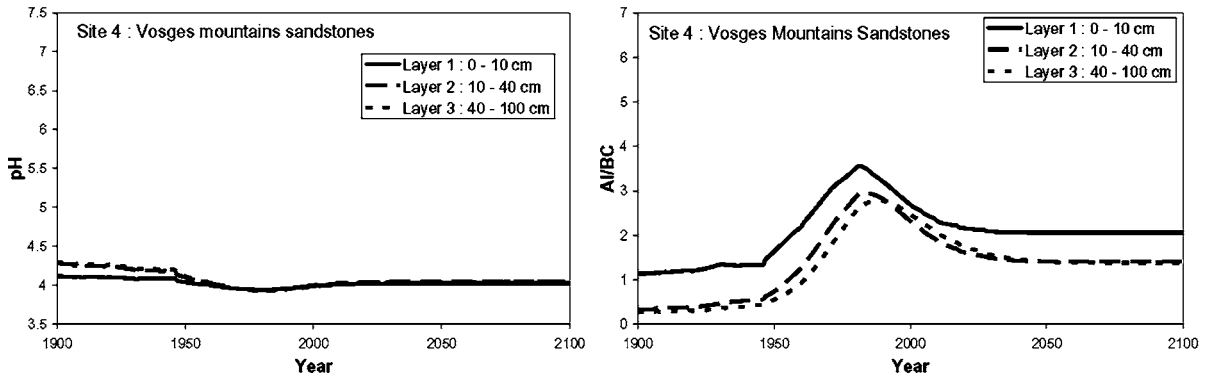 Site 4 : Vosges mountains sandstones
Layer 1 : 0 - 10 cm
Layer 2 : 10 - 40 cm
Layer 3 : 40 - 100 cm
pH
7.5
7
6.5
6
5.5
5
4.5
4
3.5
1900
1950
2000
2050
2100
Year
Site 4 : Vosges Mountains Sandstones
Layer 1 : 0 - 10 cm
Layer 2 : 10 - 40 cm
Layer 3 : 40 - 100 cm
Al/BC
7
6
5
4
3
2
1
0
1900
1950
2000
2050
2100
Year